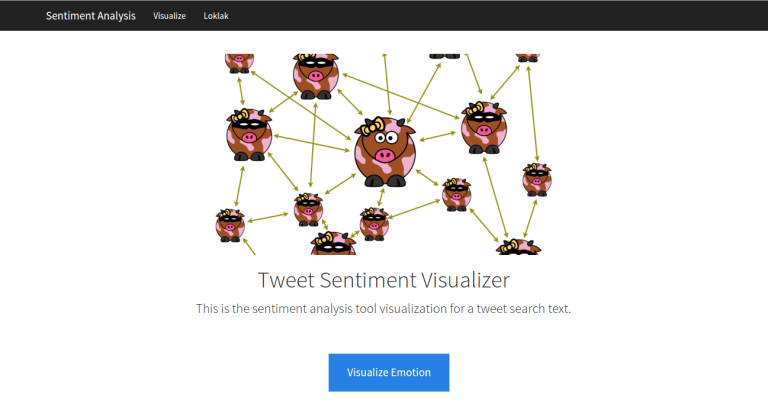 Sentiment Analysis Visualize Loklak
Tweet Sentiment Visualizer
This is the sentiment analysis tool visualization for a tweet search text.
Visualize Emotion